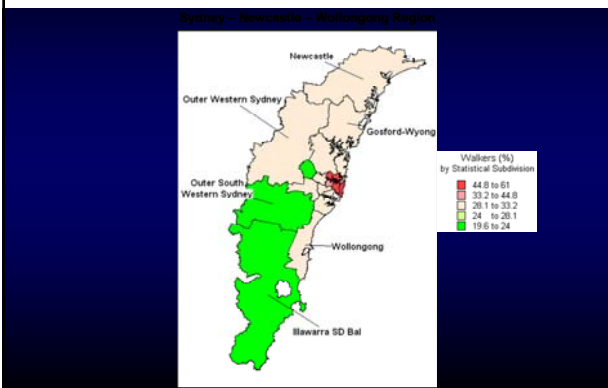 Sydney – Newcastle – Wollongong Region
Newcastle
Outer Western Sydney
Gosford-Wyong
Outer South
Western Sydney
Wollongong
Illawarra SD Bal
Walkers (%)
by Statistical Subdivision
44.8 to 61
33.2 to 44.8
28.1 to 33.2
24 to 28.1
19.6 to 24